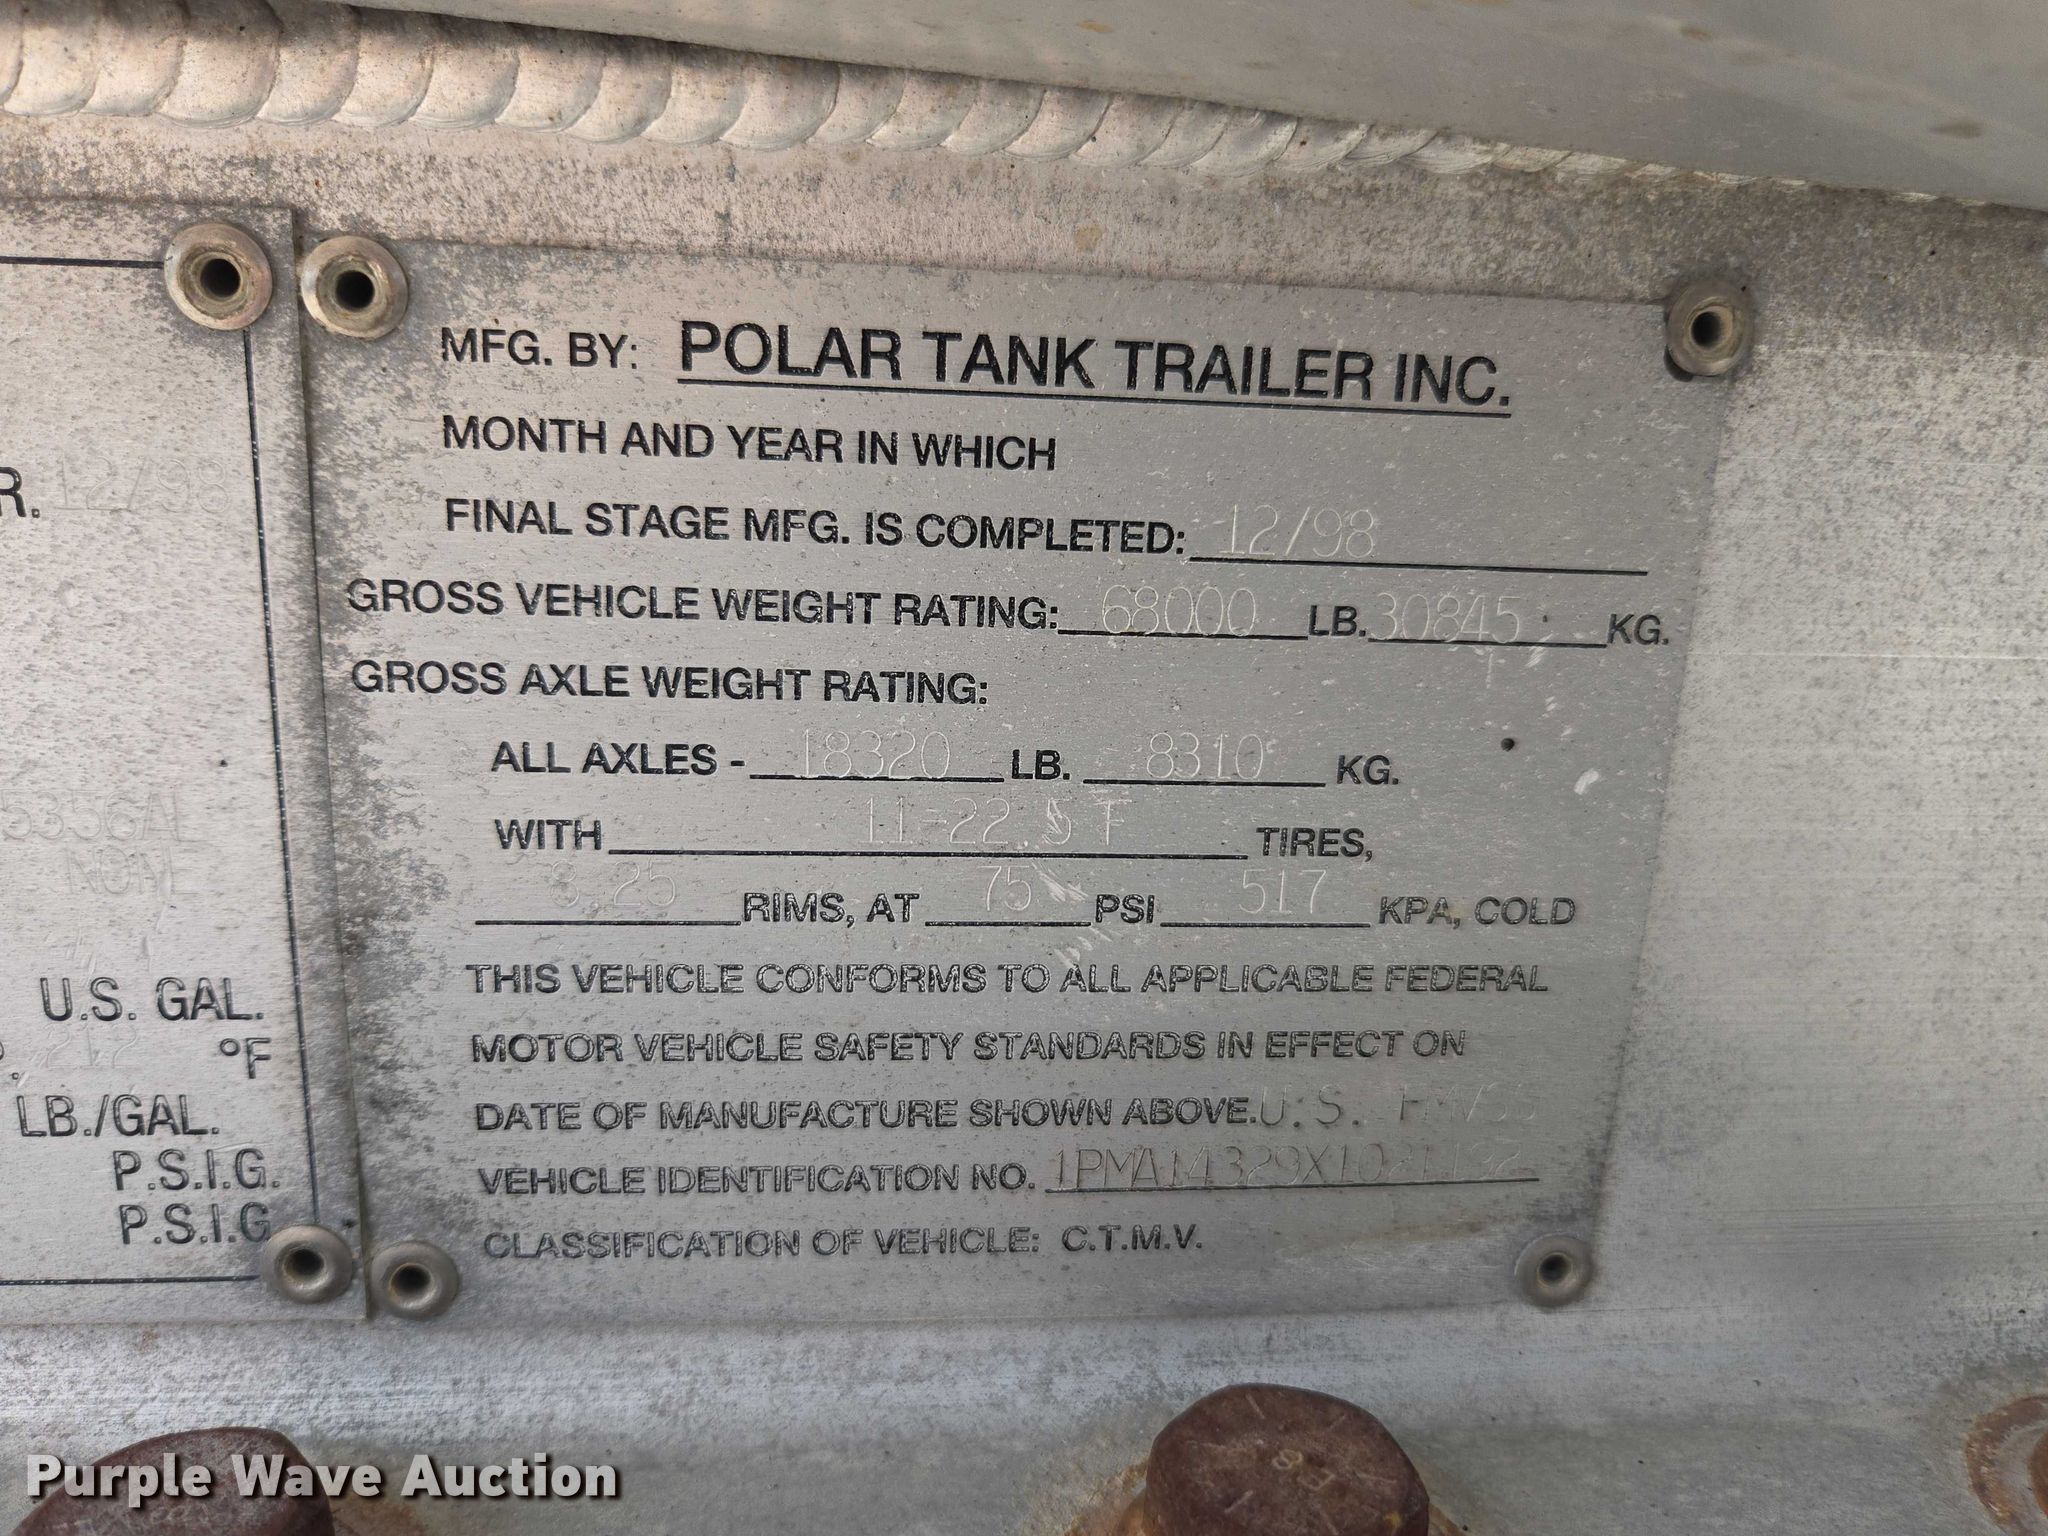 R. 12/98
5356AL
NOML
U.S. GAL.
212 °F
LB./GAL.
P.S.I.G.
P.S.I.G
MFG. BY: POLAR TANK TRAILER INC.
MONTH AND YEAR IN WHICH
FINAL STAGE MFG. IS COMPLETED: 12/98
GROSS VEHICLE WEIGHT RATING: 68000 LB. 30845 KG.
GROSS AXLE WEIGHT RATING:
ALL AXLES - 18320 LB. 8310 KG.
WITH 11-22.5 T TIRES,
8.25 RIMS, AT 75 PSI 517 KPA, COLD
THIS VEHICLE CONFORMS TO ALL APPLICABLE FEDERAL
MOTOR VEHICLE SAFETY STANDARDS IN EFFECT ON
DATE OF MANUFACTURE SHOWN ABOVE. U.S. FMVSS
VEHICLE IDENTIFICATION NO.
CLASSIFICATION OF VEHICLE: C.T.M.V.
Purple Wave Auction